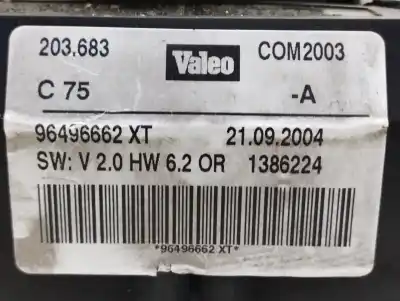 203.683 Valeo COM2003
C 75 -A
96496662 XT 21.09.2004
SW: V 2.0 HW 6.2 OR 1386224
*96496662 XT*